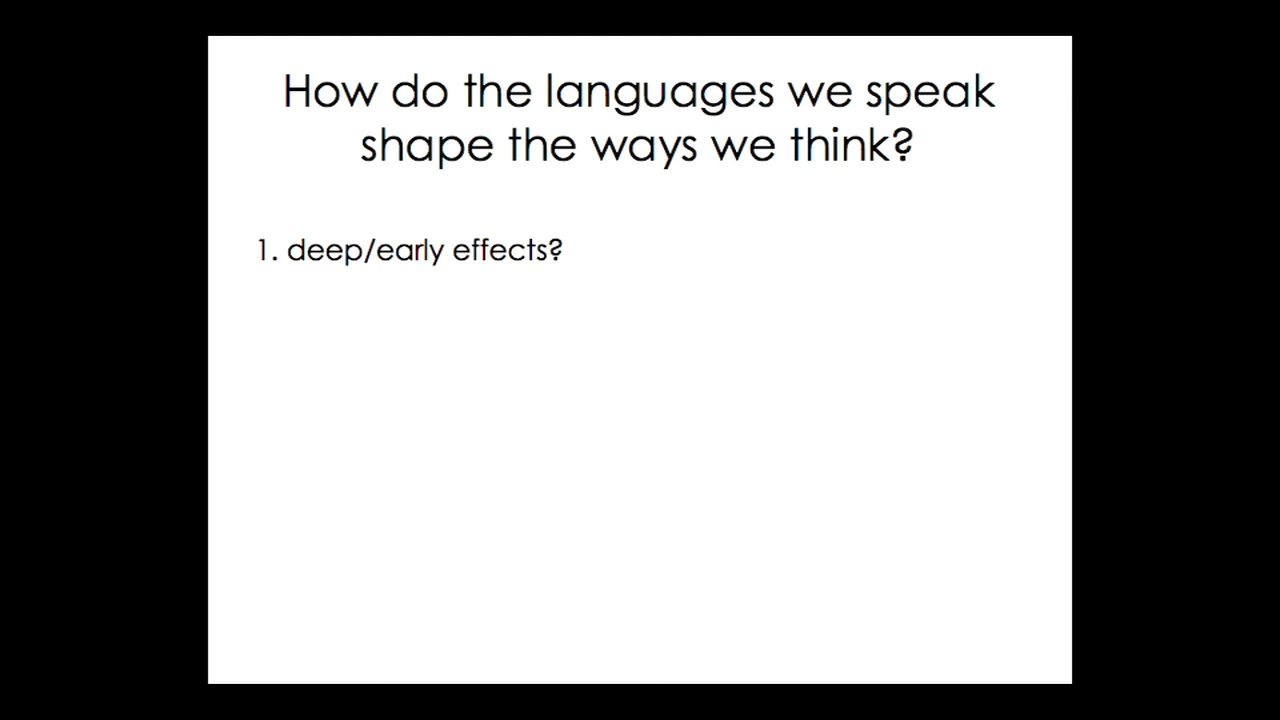 How do the languages we speak
shape the ways we think?
1. deep/early effects?